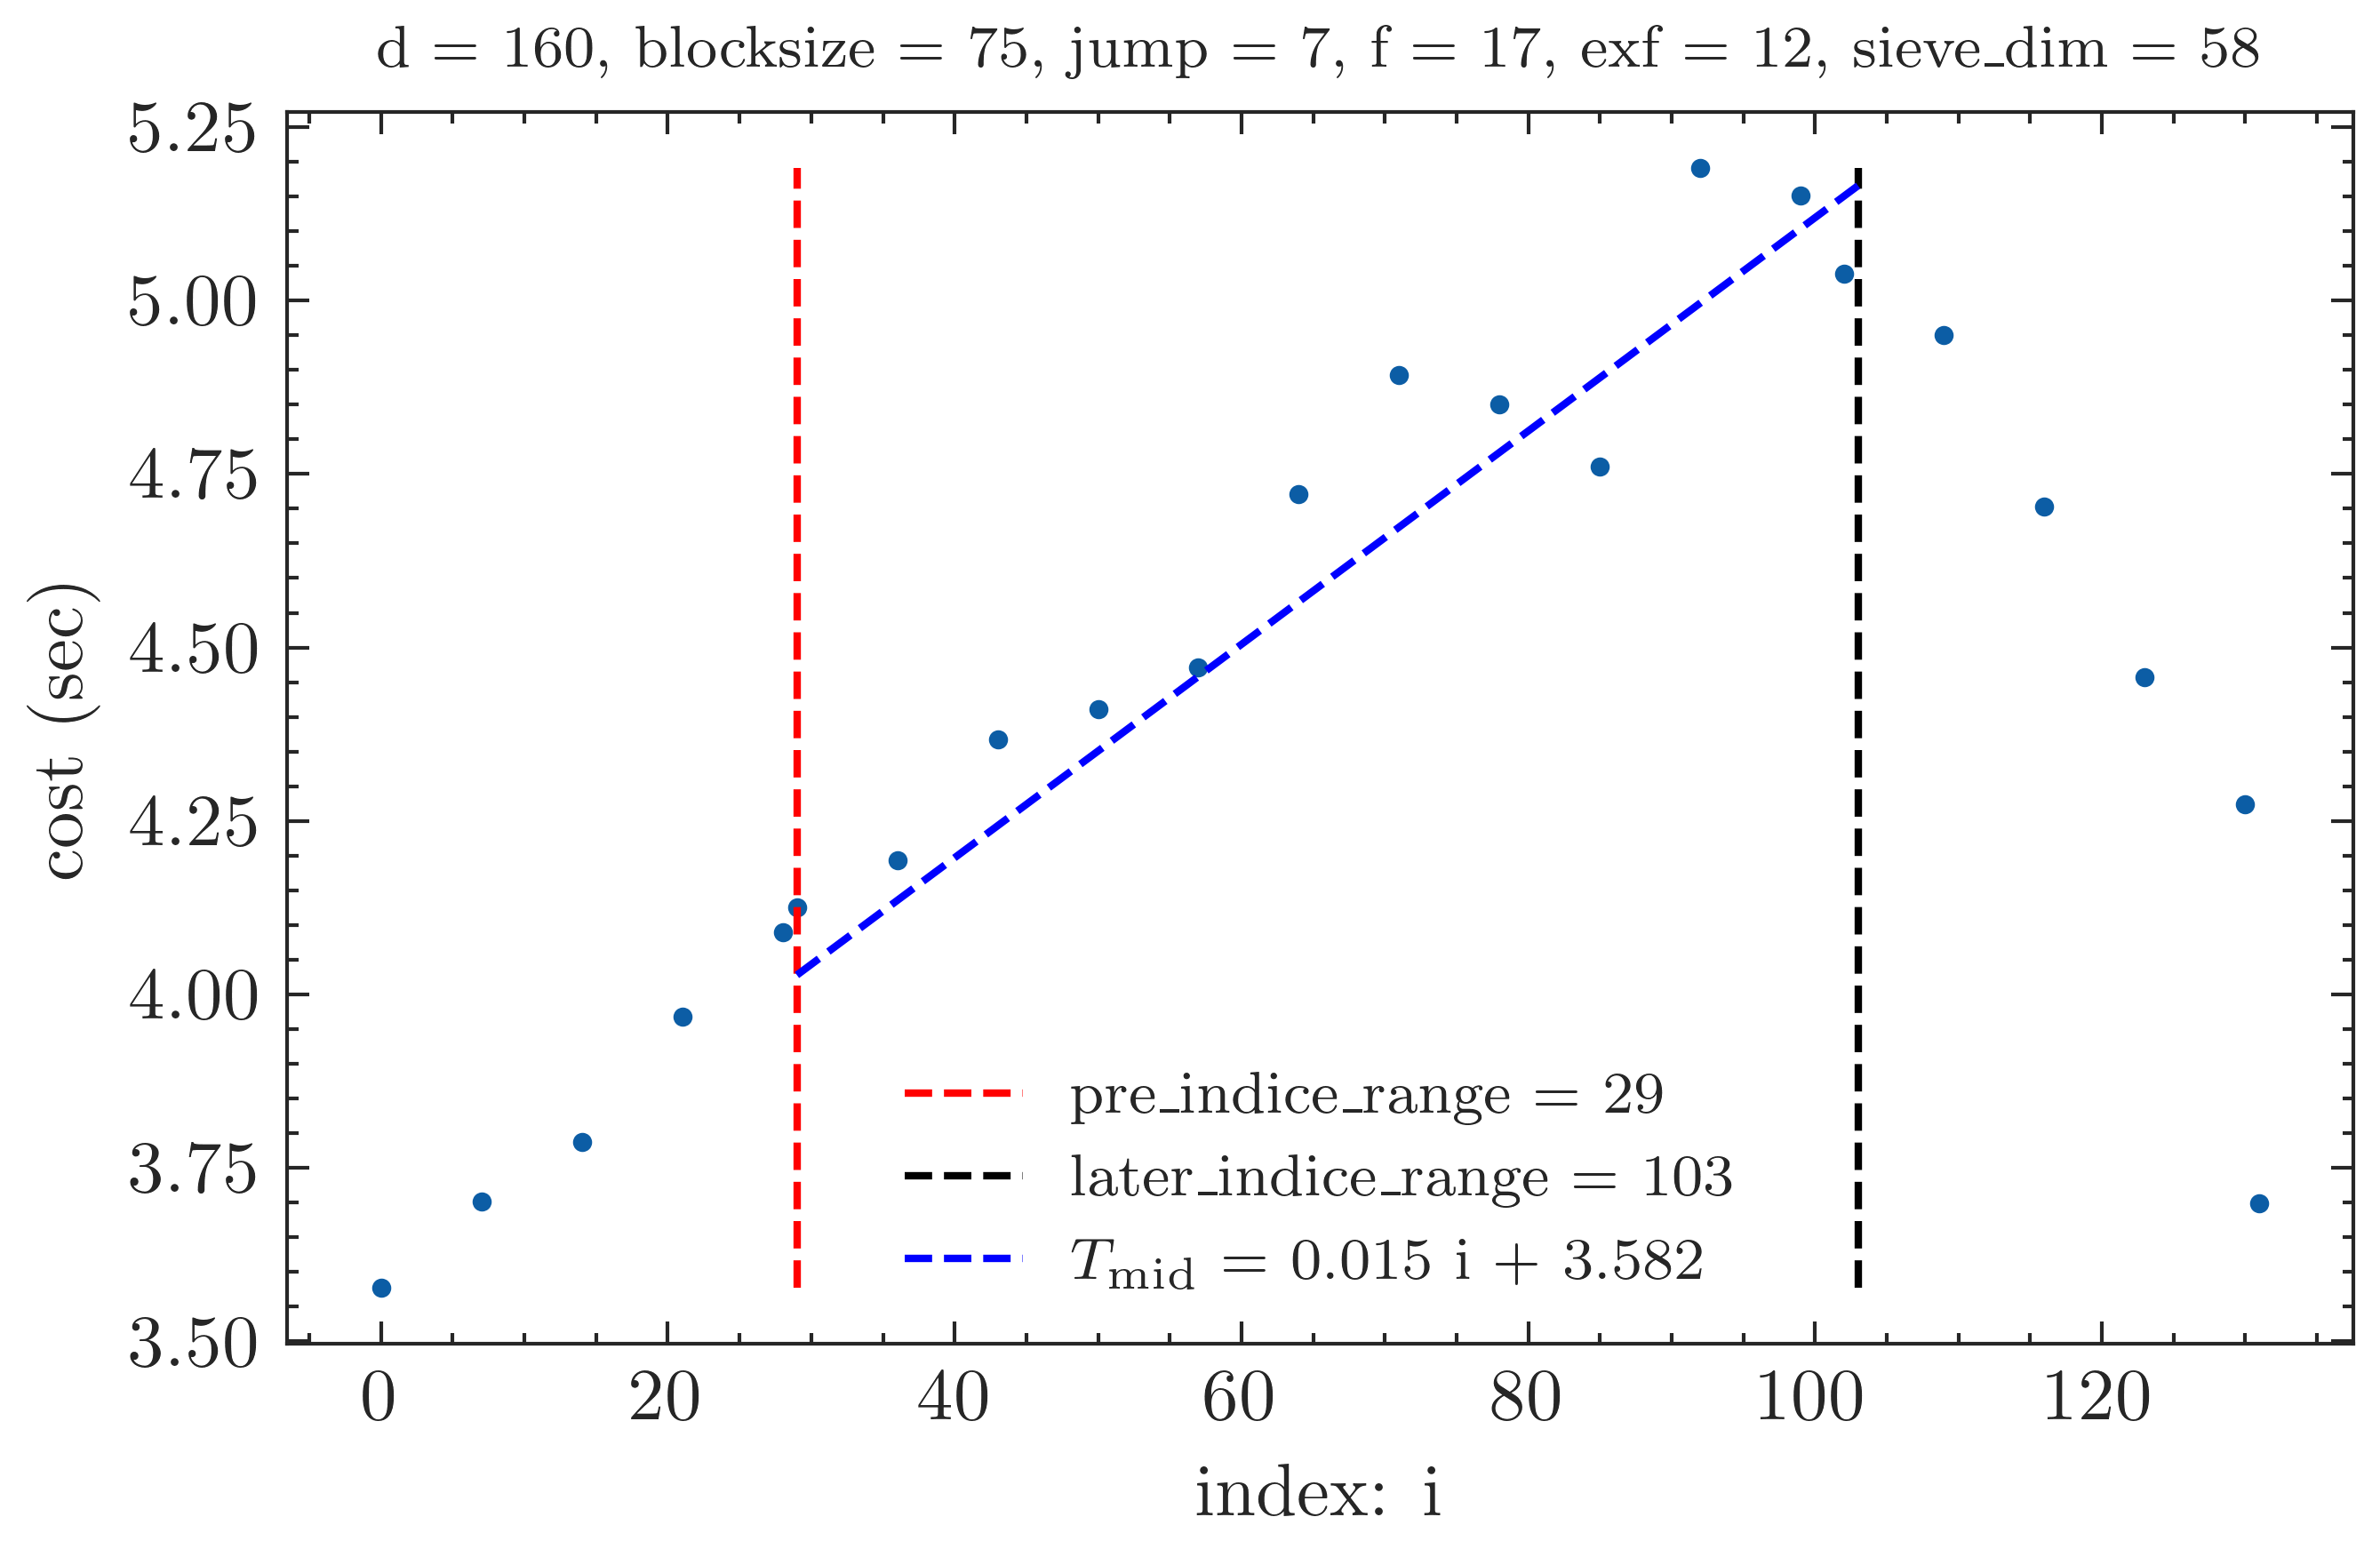 d = 160, blocksize = 75, jump = 7, f = 17, exf = 12, sieve_dim = 58
5.25
5.00
4.75
4.50
4.25
4.00
3.75
3.50
cost (sec)
pre_indice_range = 29
later_indice_range = 103
T_mid = 0.015 i + 3.582
0 20 40 60 80 100 120
index: i